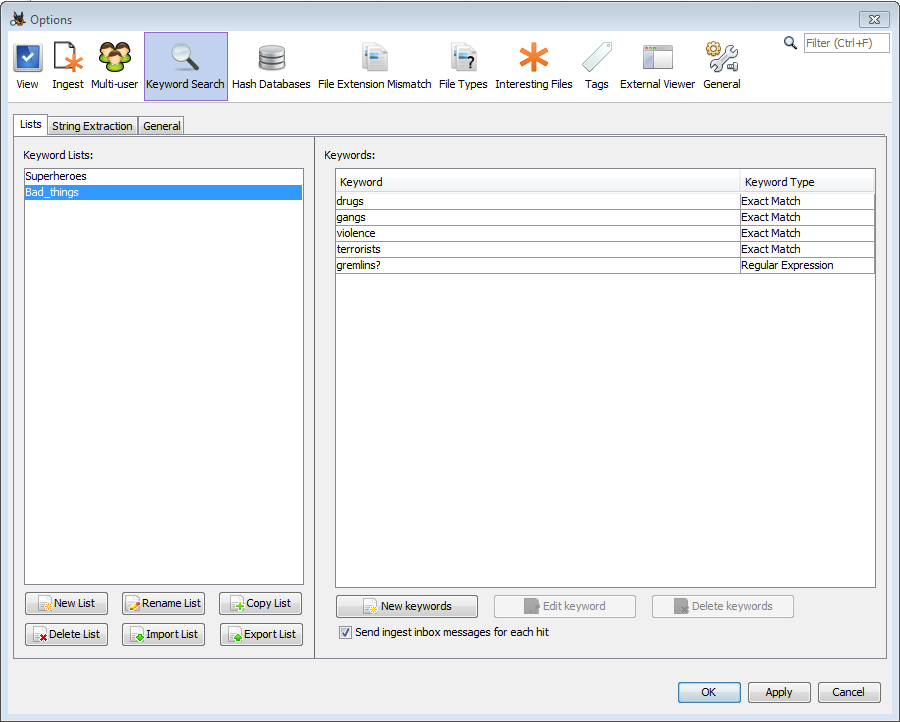 Options
Filter (Ctrl+F)
View Ingest Multi-user Keyword Search Hash Databases File Extension Mismatch File Types Interesting Files Tags External Viewer General
Lists String Extraction General
Keyword Lists:
Superheroes
Bad_things
New List Rename List Copy List
Delete List Import List Export List
Keywords:
Keyword Keyword Type
drugs Exact Match
gangs Exact Match
violence Exact Match
terrorists Exact Match
gremlins? Regular Expression
New keywords Edit keyword Delete keywords
Send ingest inbox messages for each hit
OK Apply Cancel